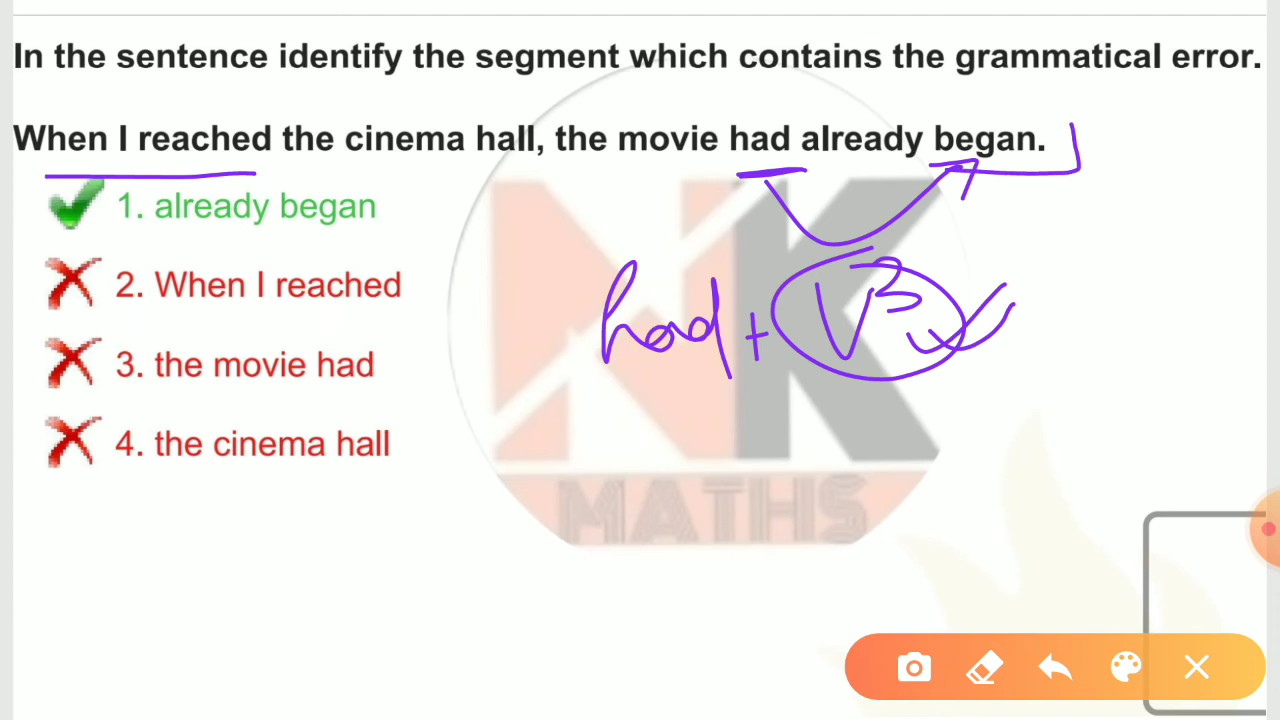 In the sentence identify the segment which contains the grammatical error.
When I reached the cinema hall, the movie had already began.
1. already began
2. When I reached
3. the movie had
4. the cinema hall
had + V3
NK
MATHS